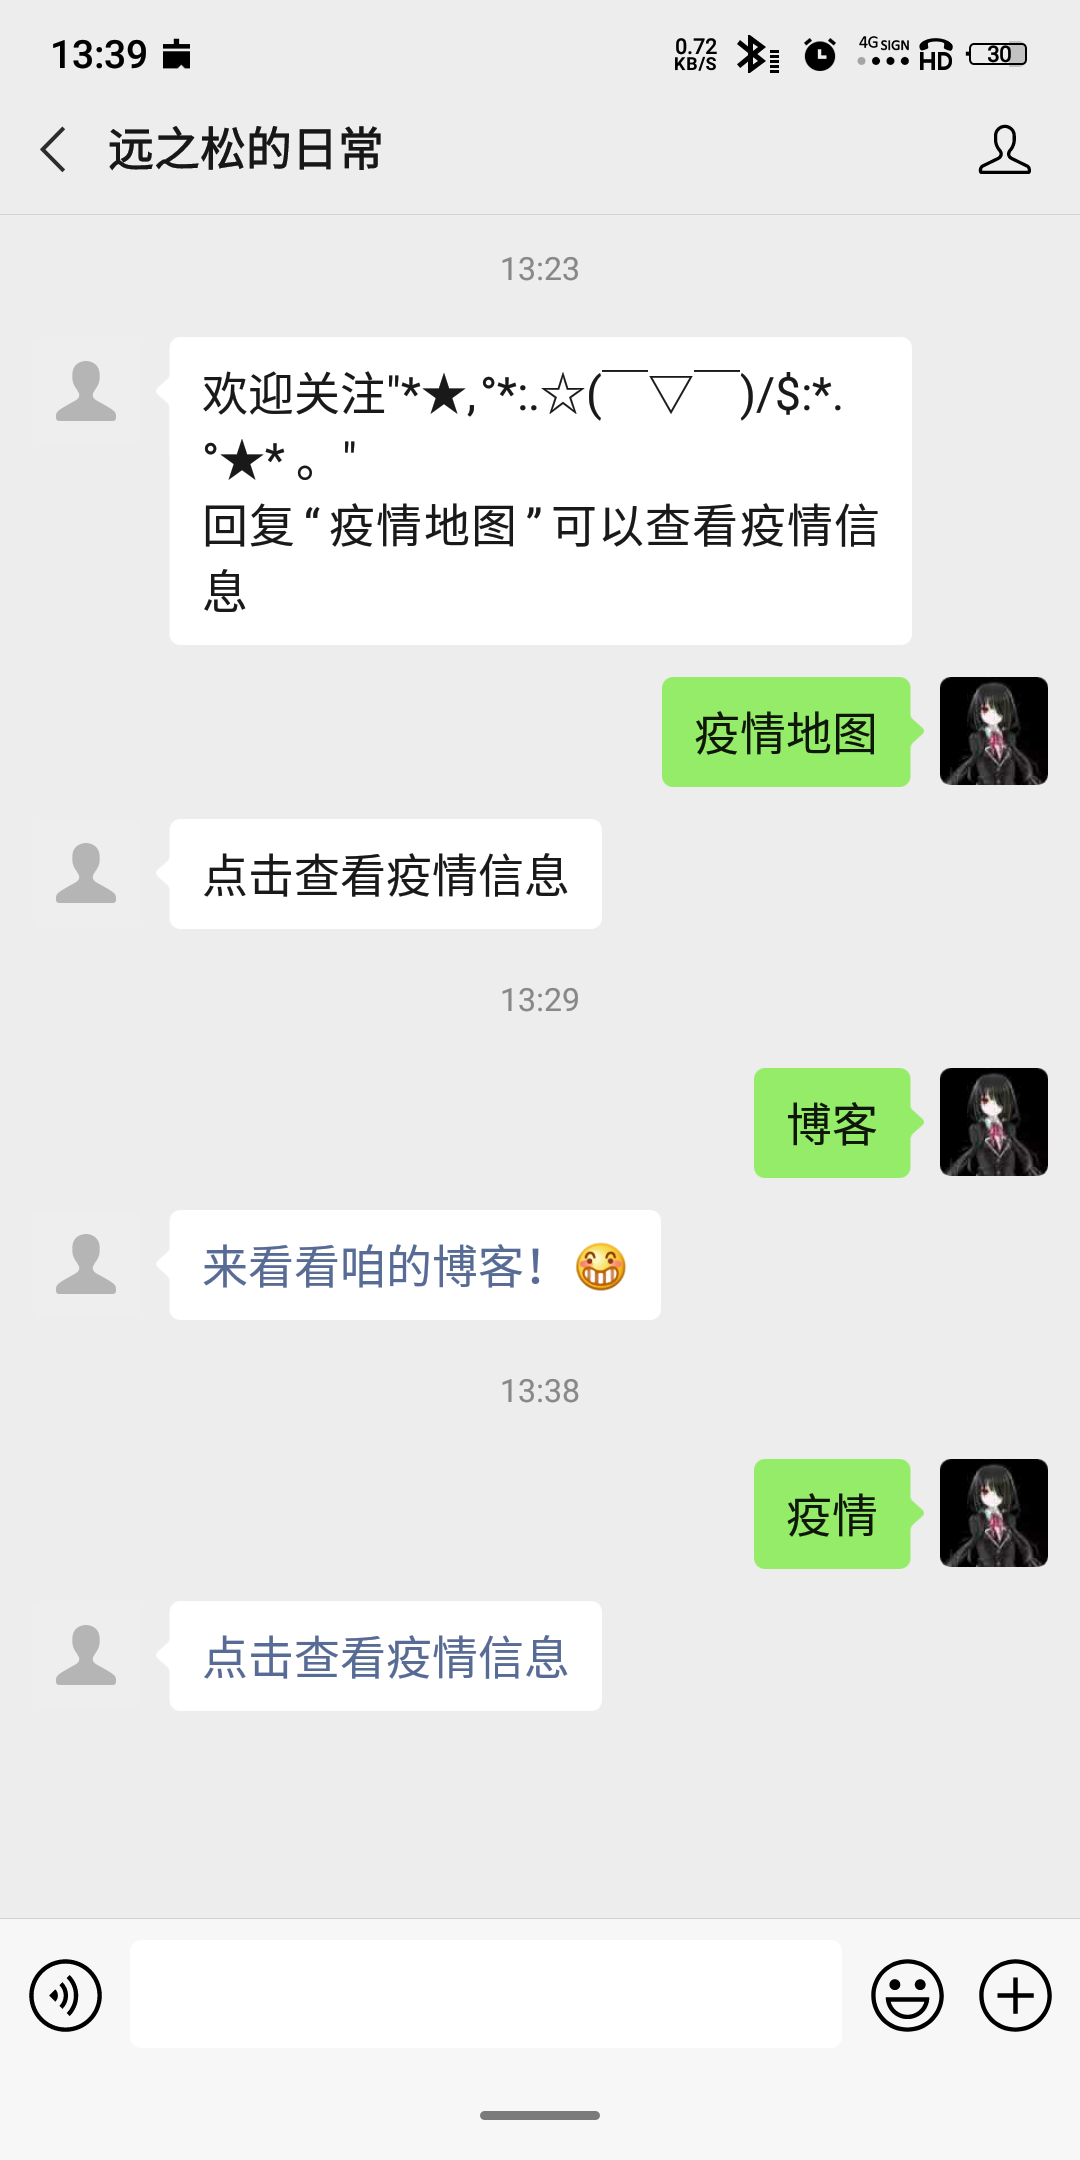 13:39
0.72 KB/S 4G SIGN HD 30
远之松的日常
13:23
欢迎关注"*★,°*:.☆(￣▽￣)/$:*.
°★* 。"
回复“疫情地图”可以查看疫情信
息
疫情地图
点击查看疫情信息
13:29
博客
来看看咱的博客！😁
13:38
疫情
点击查看疫情信息